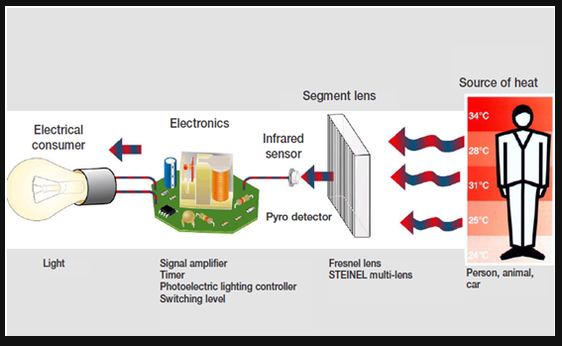 Source of heat
Segment lens
Electronics
Electrical
consumer
Infrared
sensor
Pyro detector
34°C
28°C
31°C
25°C
24°C
Light
Signal amplifier
Timer
Photoelectric lighting controller
Switching level
Fresnel lens
STEINEL multi-lens
Person, animal,
car